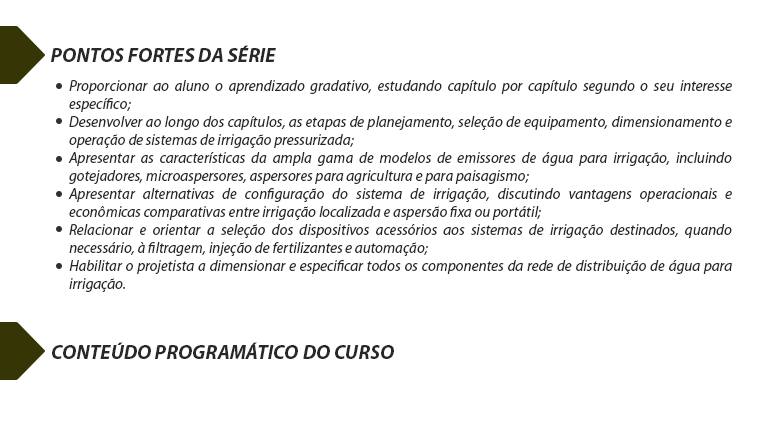 PONTOS FORTES DA SÉRIE
• Proporcionar ao aluno o aprendizado gradativo, estudando capítulo por capítulo segundo o seu interesse
específico;
• Desenvolver ao longo dos capítulos, as etapas de planejamento, seleção de equipamento, dimensionamento e
operação de sistemas de irrigação pressurizada;
• Apresentar as características da ampla gama de modelos de emissores de água para irrigação, incluindo
gotejadores, microaspersores, aspersores para agricultura e para paisagismo;
• Apresentar alternativas de configuração do sistema de irrigação, discutindo vantagens operacionais e
econômicas comparativas entre irrigação localizada e aspersão fixa ou portátil;
• Relacionar e orientar a seleção dos dispositivos acessórios aos sistemas de irrigação destinados, quando
necessário, à filtragem, injeção de fertilizantes e automação;
• Habilitar o projetista a dimensionar e especificar todos os componentes da rede de distribuição de água para
irrigação.
CONTEÚDO PROGRAMÁTICO DO CURSO